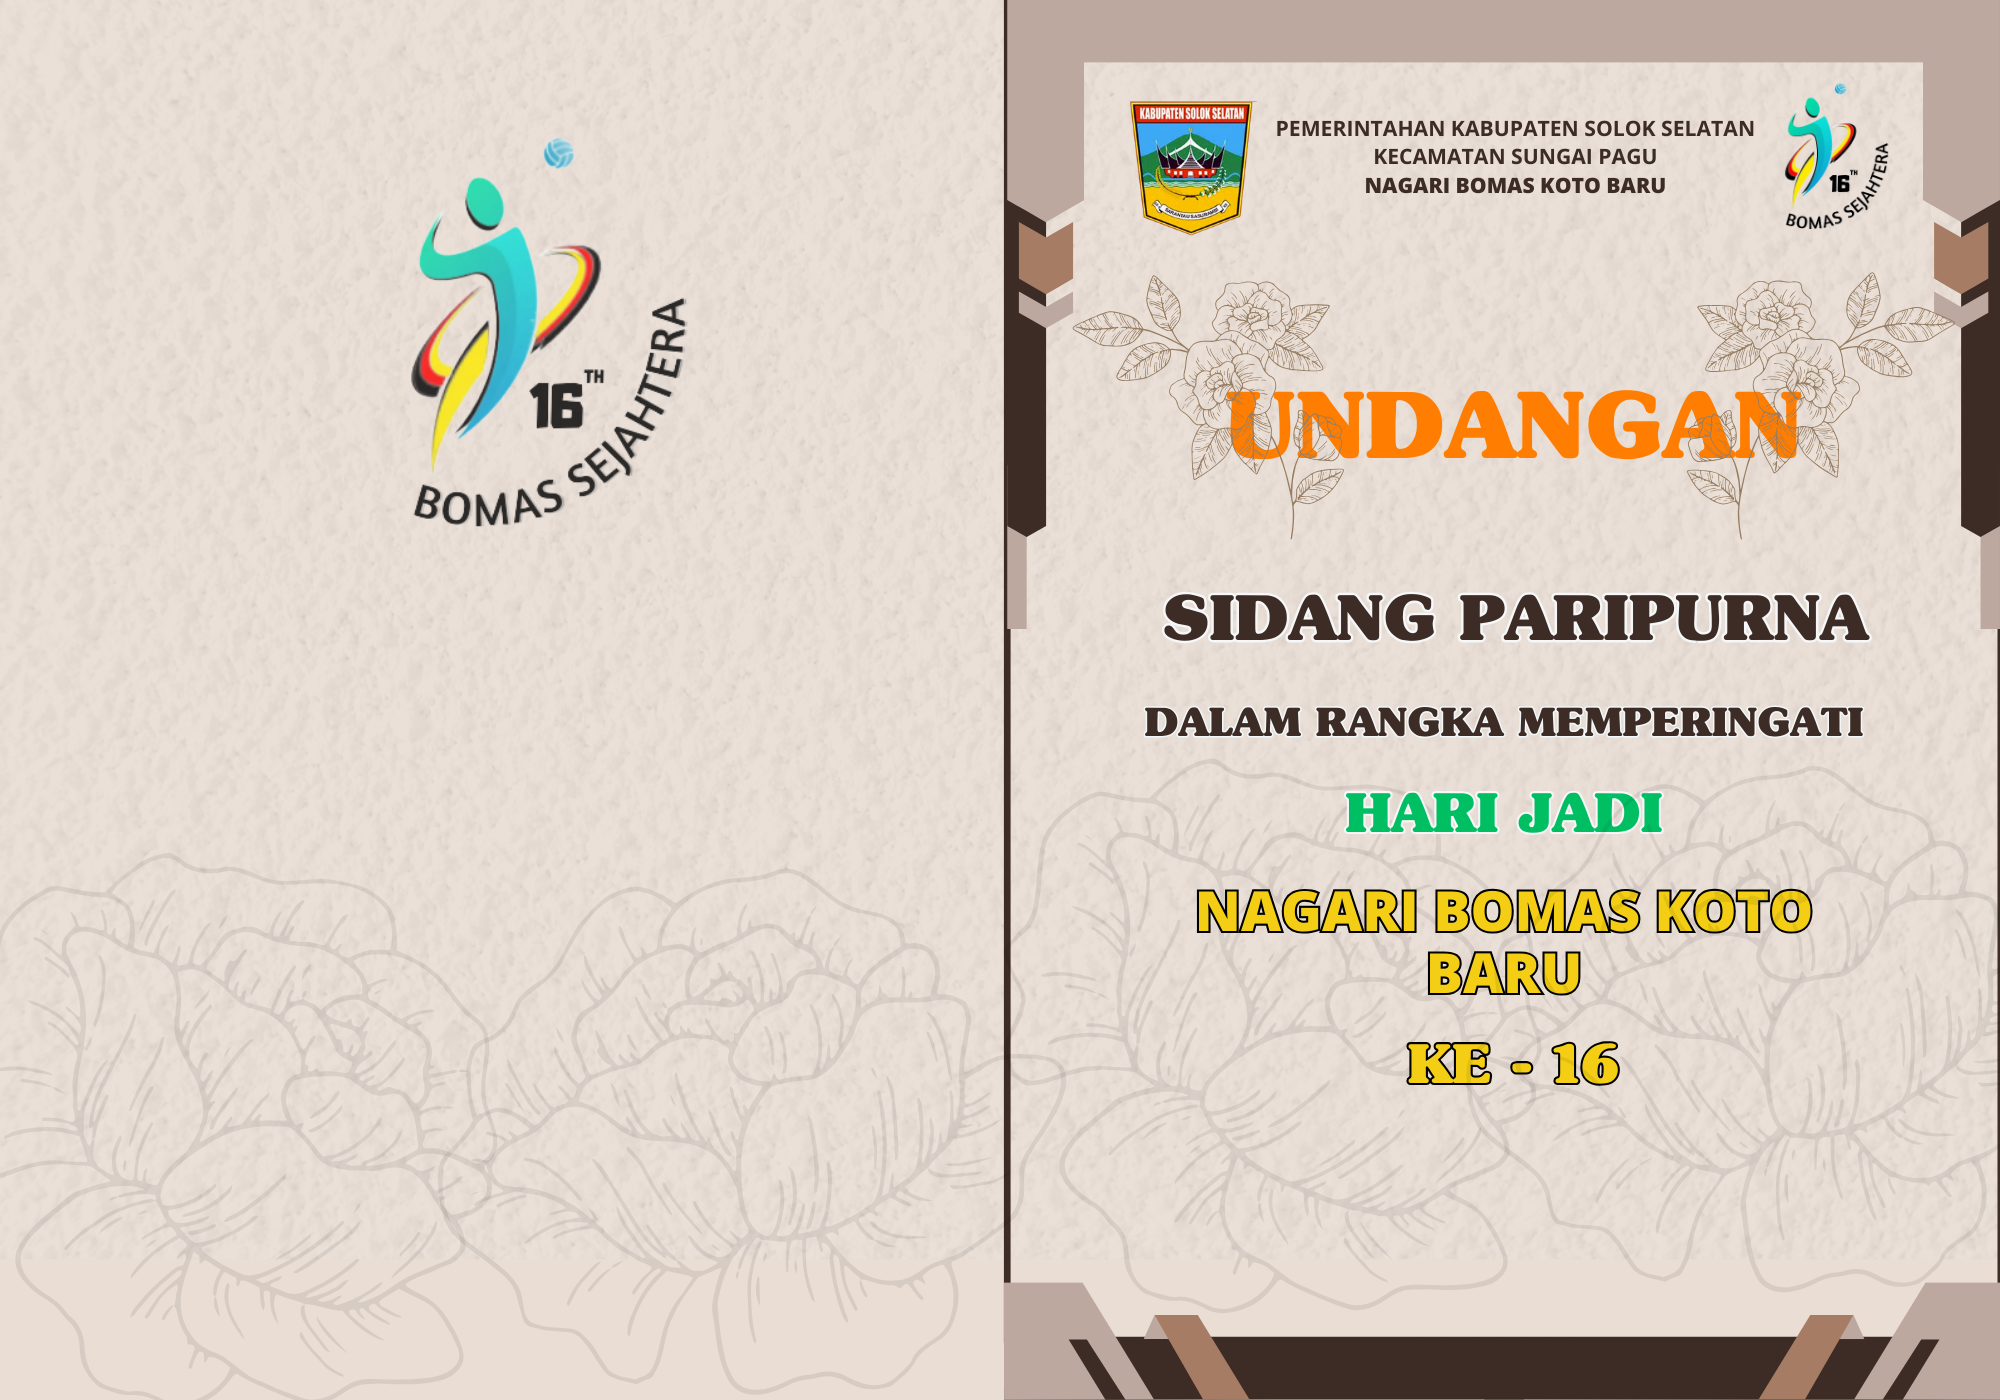 16TH
BOMAS SEJAHTERA
KABUPATEN SOLOK SELATAN
PEMERINTAHAN KABUPATEN SOLOK SELATAN
KECAMATAN SUNGAI PAGU
NAGARI BOMAS KOTO BARU
16TH
BOMAS SEJAHTERA
UNDANGAN
SIDANG PARIPURNA
DALAM RANGKA MEMPERINGATI
HARI JADI
NAGARI BOMAS KOTO
BARU
KE - 16